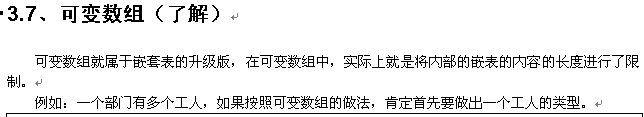 3.7、可变数组（了解）
可变数组就属于嵌套表的升级版，在可变数组中，实际上就是将内部的嵌表的内容的长度进行了限
制。
例如：一个部门有多个工人，如果按照可变数组的做法，肯定首先要做出一个工人的类型。